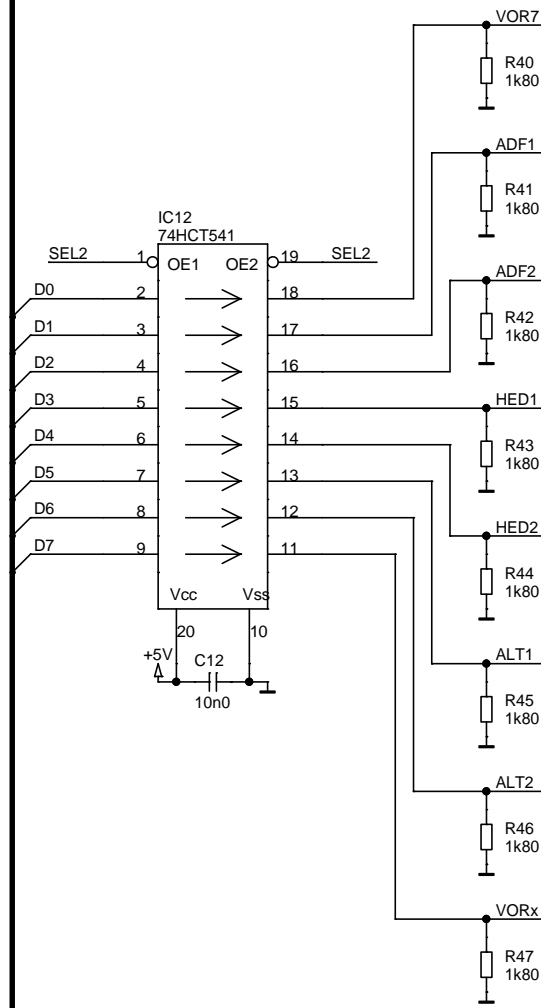 VOR7
R40
1k80
ADF1
R41
1k80
IC12
74HCT541
SEL2 1 OE1 OE2 19 SEL2
D0 2 18
ADF2
D1 3 17
R42
1k80
D2 4 16
D3 5 15 HED1
D4 6 14
R43
1k80
D5 7 13
D6 8 12
HED2
D7 9 11
R44
1k80
Vcc Vss
20 10
+5V C12
10n0
ALT1
R45
1k80
ALT2
R46
1k80
VORx
R47
1k80